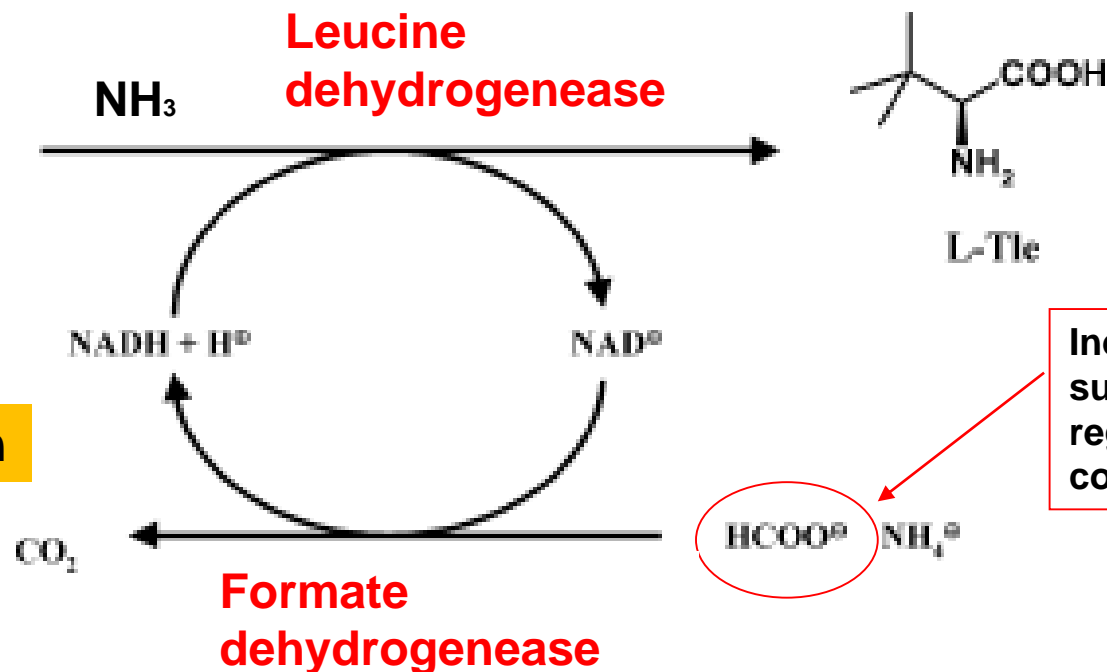 Leucine
dehydrogenease
NH₃
COOH
NH₂
L-Tle
NADH + H⊕
NAD⊕
CO₂
HCOO⊖ NH₄⊕
Formate
dehydrogenease